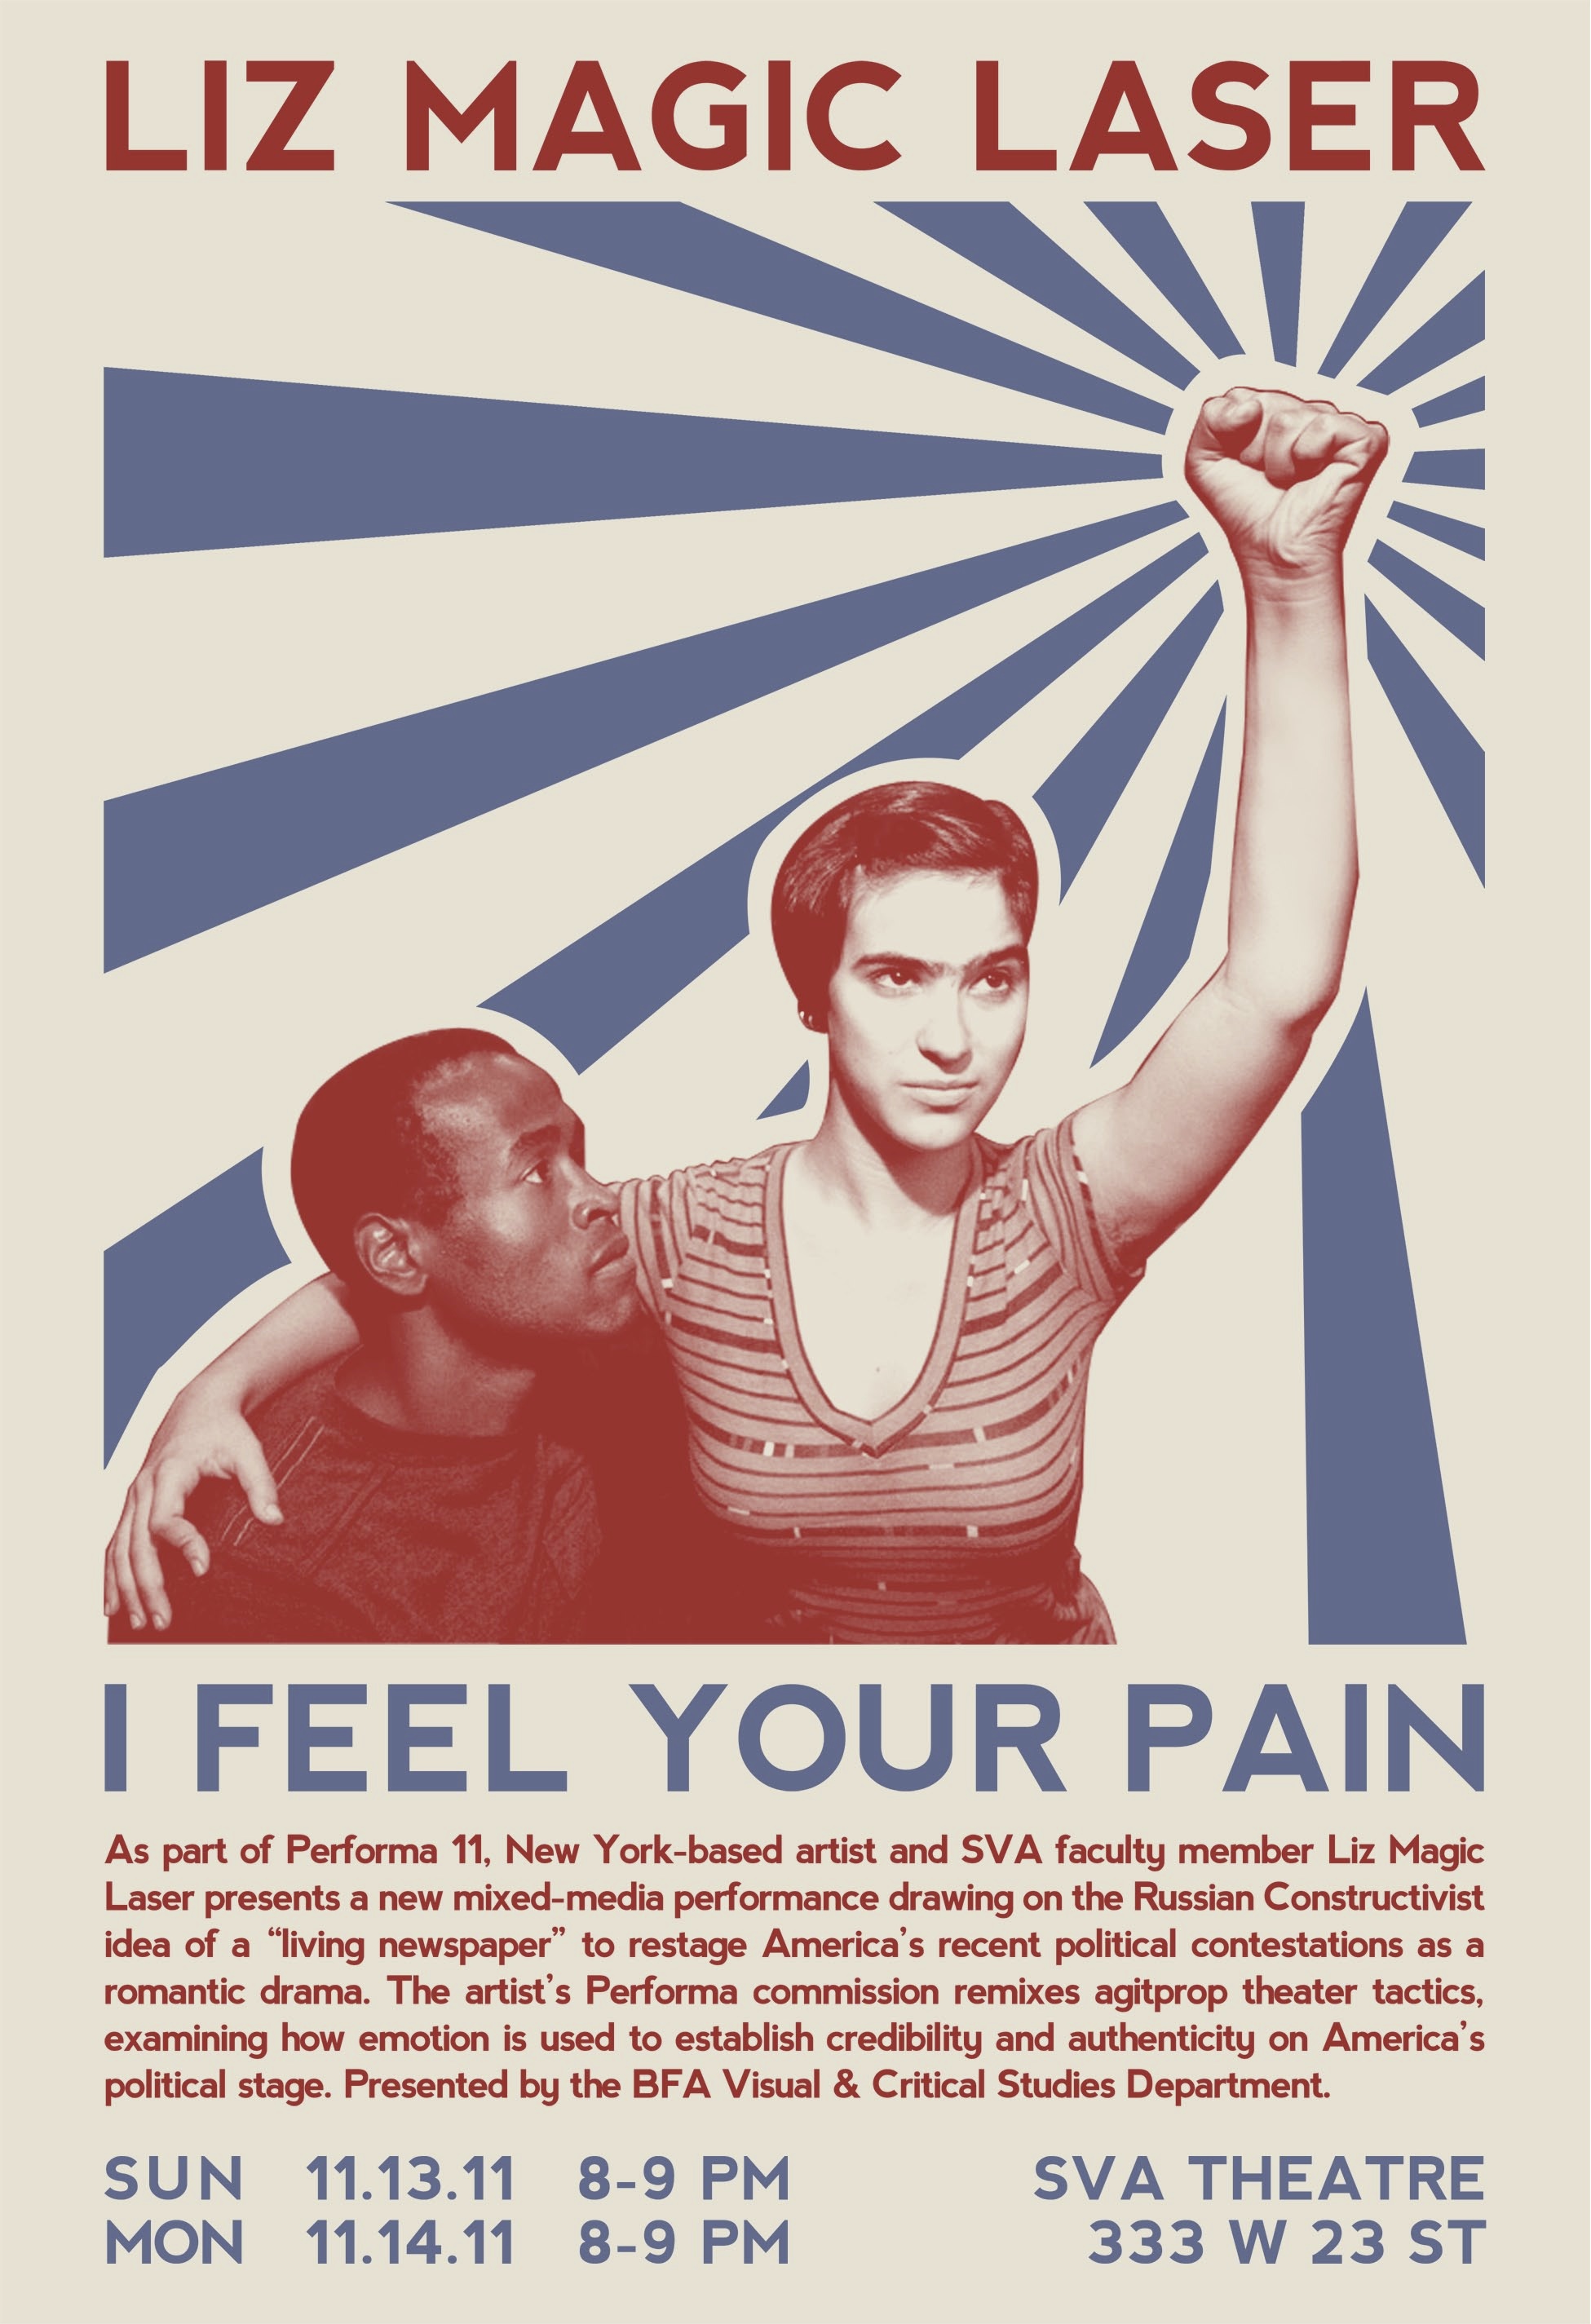 LIZ MAGIC LASER
I FEEL YOUR PAIN
As part of Performa 11, New York-based artist and SVA faculty member Liz Magic
Laser presents a new mixed-media performance drawing on the Russian Constructivist
idea of a “living newspaper” to restage America’s recent political contestations as a
romantic drama. The artist’s Performa commission remixes agitprop theater tactics,
examining how emotion is used to establish credibility and authenticity on America’s
political stage. Presented by the BFA Visual & Critical Studies Department.
SUN 11.13.11 8-9 PM
MON 11.14.11 8-9 PM
SVA THEATRE
333 W 23 ST